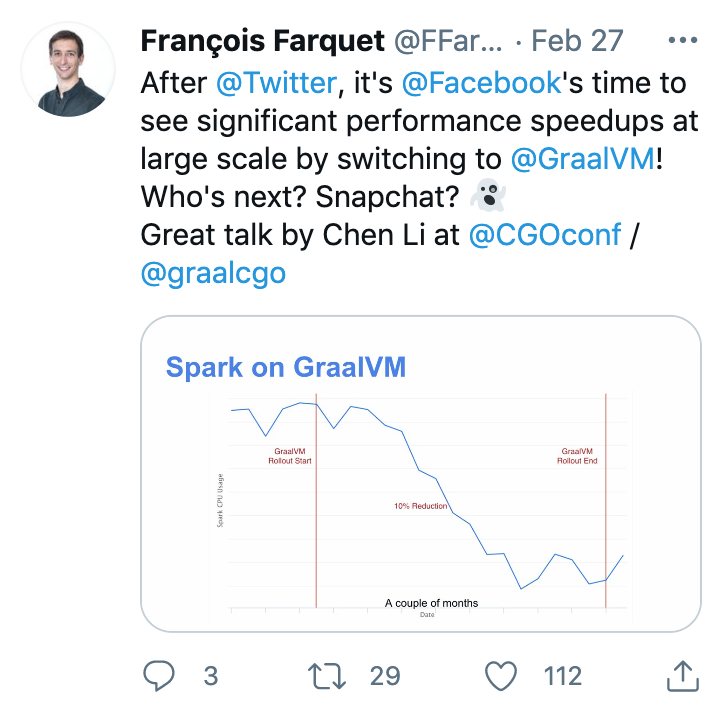 François Farquet @FFar... · Feb 27
After @Twitter, it's @Facebook's time to
see significant performance speedups at
large scale by switching to @GraalVM!
Who's next? Snapchat? 👻
Great talk by Chen Li at @CGOconf /
@graalcgo
Spark on GraalVM
GraalVM
Rollout Start
GraalVM
Rollout End
Spark CPU Usage
10% Reduction
A couple of months
Date
3
29
112